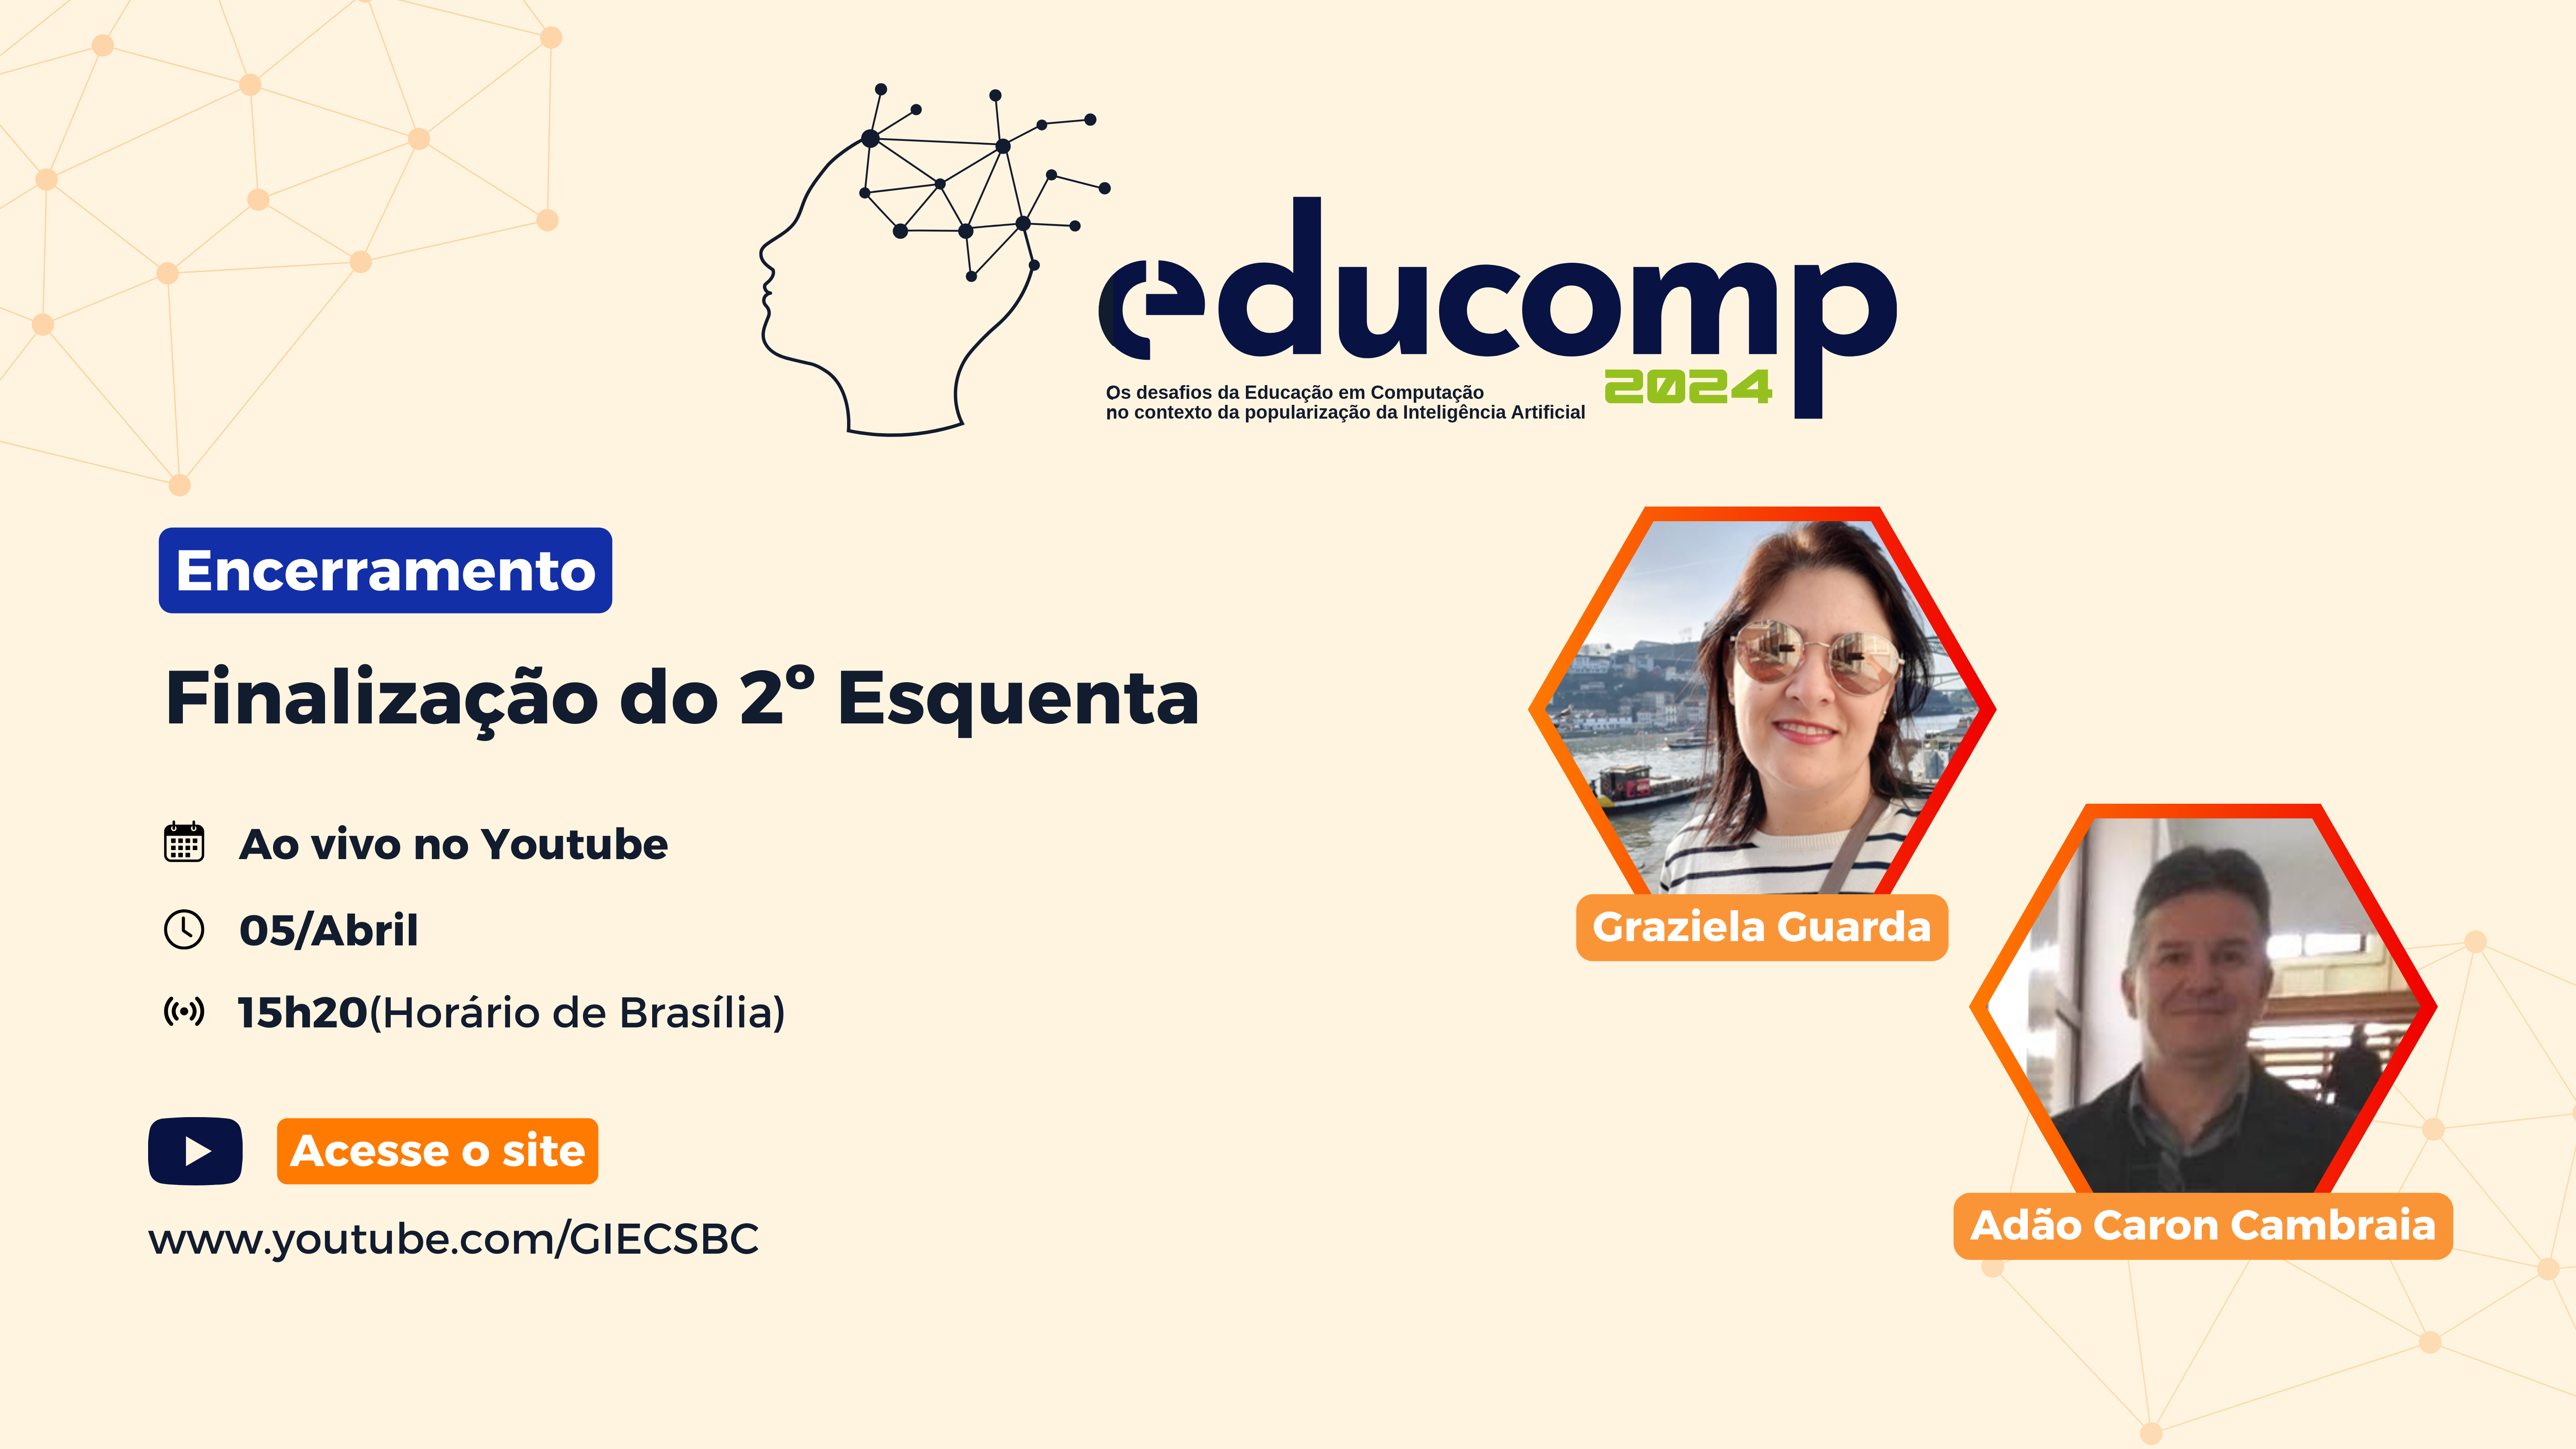 educomp
2024
Os desafios da Educação em Computação
no contexto da popularização da Inteligência Artificial
Encerramento
Finalização do 2º Esquenta
Ao vivo no Youtube
05/Abril
15h20(Horário de Brasília)
Acesse o site
www.youtube.com/GIECSBC
Graziela Guarda
Adão Caron Cambraia